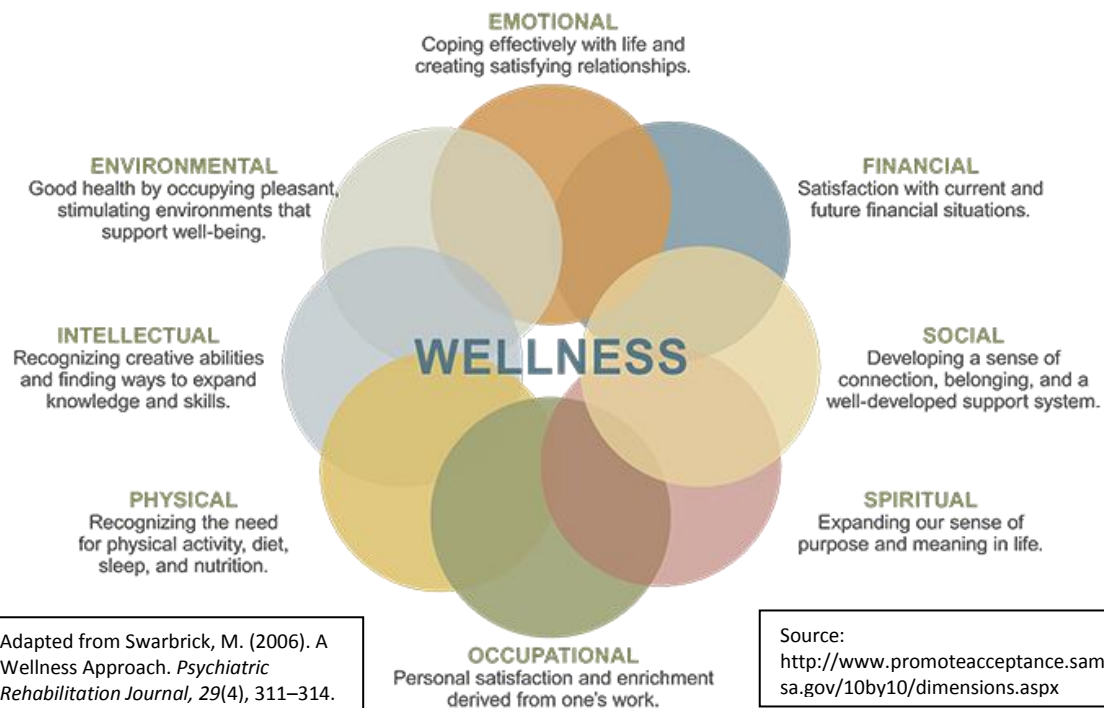 EMOTIONAL
Coping effectively with life and
creating satisfying relationships.
ENVIRONMENTAL
Good health by occupying pleasant,
stimulating environments that
support well-being.
FINANCIAL
Satisfaction with current and
future financial situations.
INTELLECTUAL
Recognizing creative abilities
and finding ways to expand
knowledge and skills.
WELLNESS
SOCIAL
Developing a sense of
connection, belonging, and a
well-developed support system.
PHYSICAL
Recognizing the need
for physical activity, diet,
sleep, and nutrition.
SPIRITUAL
Expanding our sense of
purpose and meaning in life.
OCCUPATIONAL
Personal satisfaction and enrichment
derived from one's work.
Adapted from Swarbrick, M. (2006). A
Wellness Approach. Psychiatric
Rehabilitation Journal, 29(4), 311–314.
Source:
http://www.promoteacceptance.sam
sa.gov/10by10/dimensions.aspx